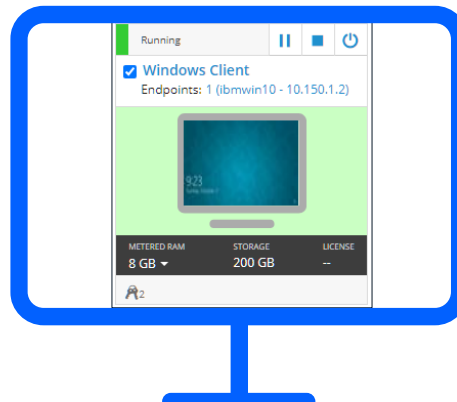 Running
Windows Client
Endpoints: 1 (ibmwin10 - 10.150.1.2)
9:23
METERED RAM STORAGE LICENSE
8 GB 200 GB --
2